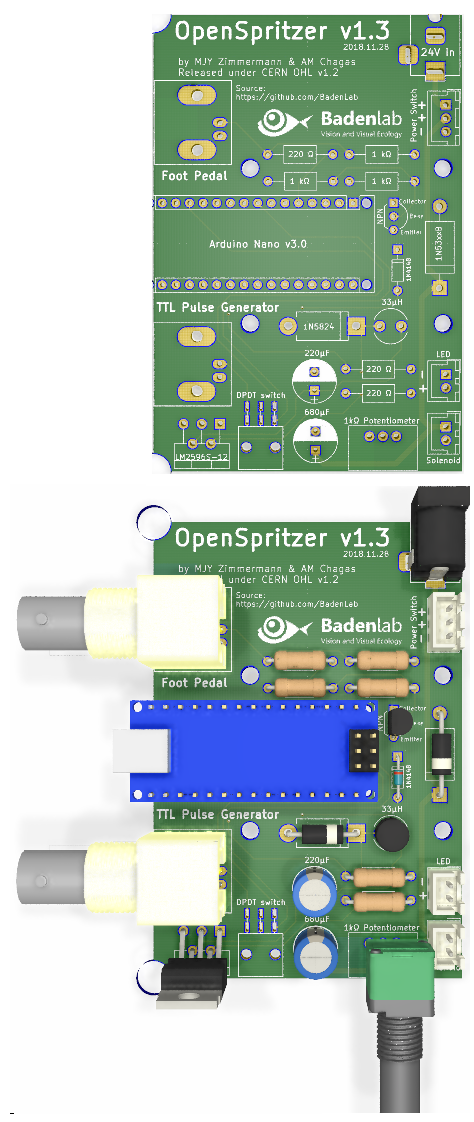 OpenSpritzer v1.3
2018.11.28
24V In
by MJY Zimmermann & AM Chagas
Released under CERN OHL v1.2
Source:
https://github.com/BadenLab
Power Switch
+
+
-
Badenlab
Vision and Visual Ecology
220 Ω
1 kΩ
Foot Pedal
1 kΩ
1 kΩ
Collector
NPN
Base
Emitter
Arduino Nano v3.0
1N53xxB
1N4148
33µH
TTL Pulse Generator
1N5824
220µF
LED
220 Ω
-
+
220 Ω
+
DPDT switch
680µF
1kΩ Potentiometer
+
LM2596S-12
Solenoid
OpenSpritzer v1.3
2018.11.28
by MJY Zimmermann & AM Chagas
under CERN OHL v1.2
Source:
https://github.com/BadenLab
Power Switch
+
+
-
Badenlab
Vision and Visual Ecology
Foot Pedal
Collector
NPN
Emitter
1N4148
33µH
TTL Pulse Generator
220µF
LED
-
+
DPDT switch
1kΩ Potentiometer